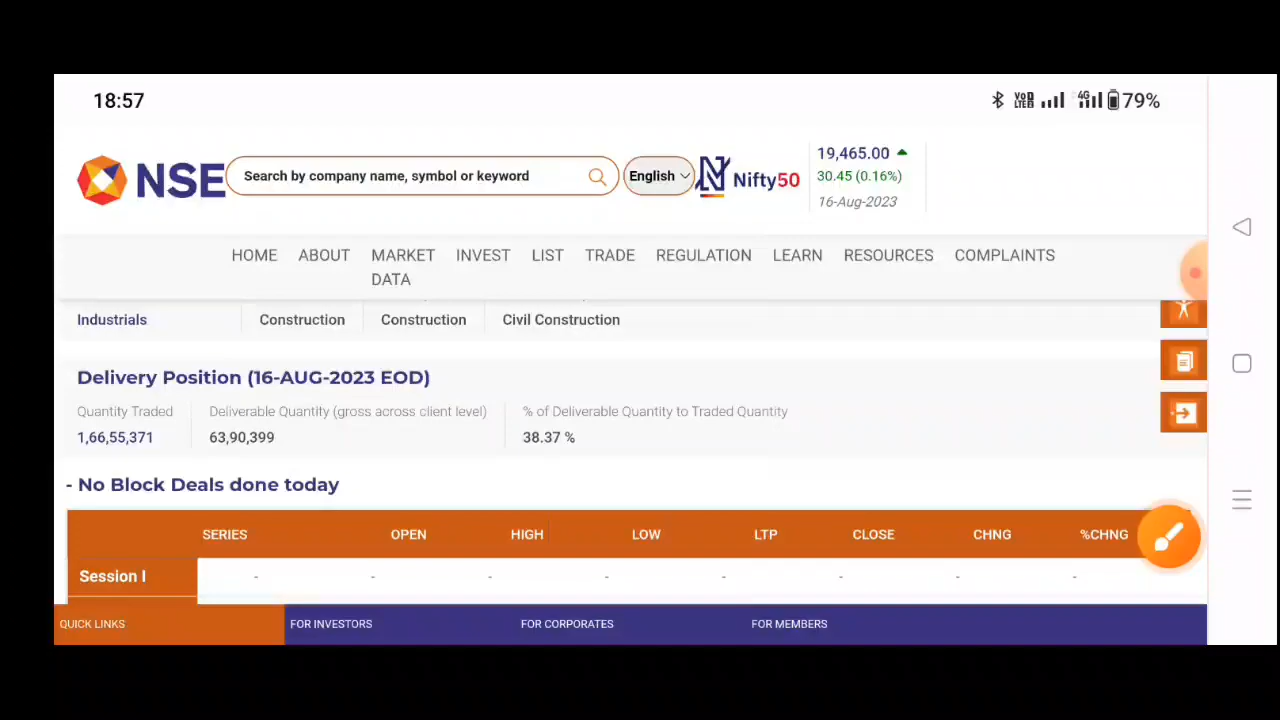 18:57
VoD LTEB 4G 79%
NSE
Search by company name, symbol or keyword
English
Nifty50
19,465.00
30.45 (0.16%)
16-Aug-2023
HOME ABOUT MARKET DATA INVEST LIST TRADE REGULATION LEARN RESOURCES COMPLAINTS
Industrials Construction Construction Civil Construction
Delivery Position (16-AUG-2023 EOD)
Quantity Traded Deliverable Quantity (gross across client level) % of Deliverable Quantity to Traded Quantity
1,66,55,371 63,90,399 38.37 %
- No Block Deals done today
SERIES OPEN HIGH LOW LTP CLOSE CHNG %CHNG
Session I - - - - - - - -
QUICK LINKS FOR INVESTORS FOR CORPORATES FOR MEMBERS